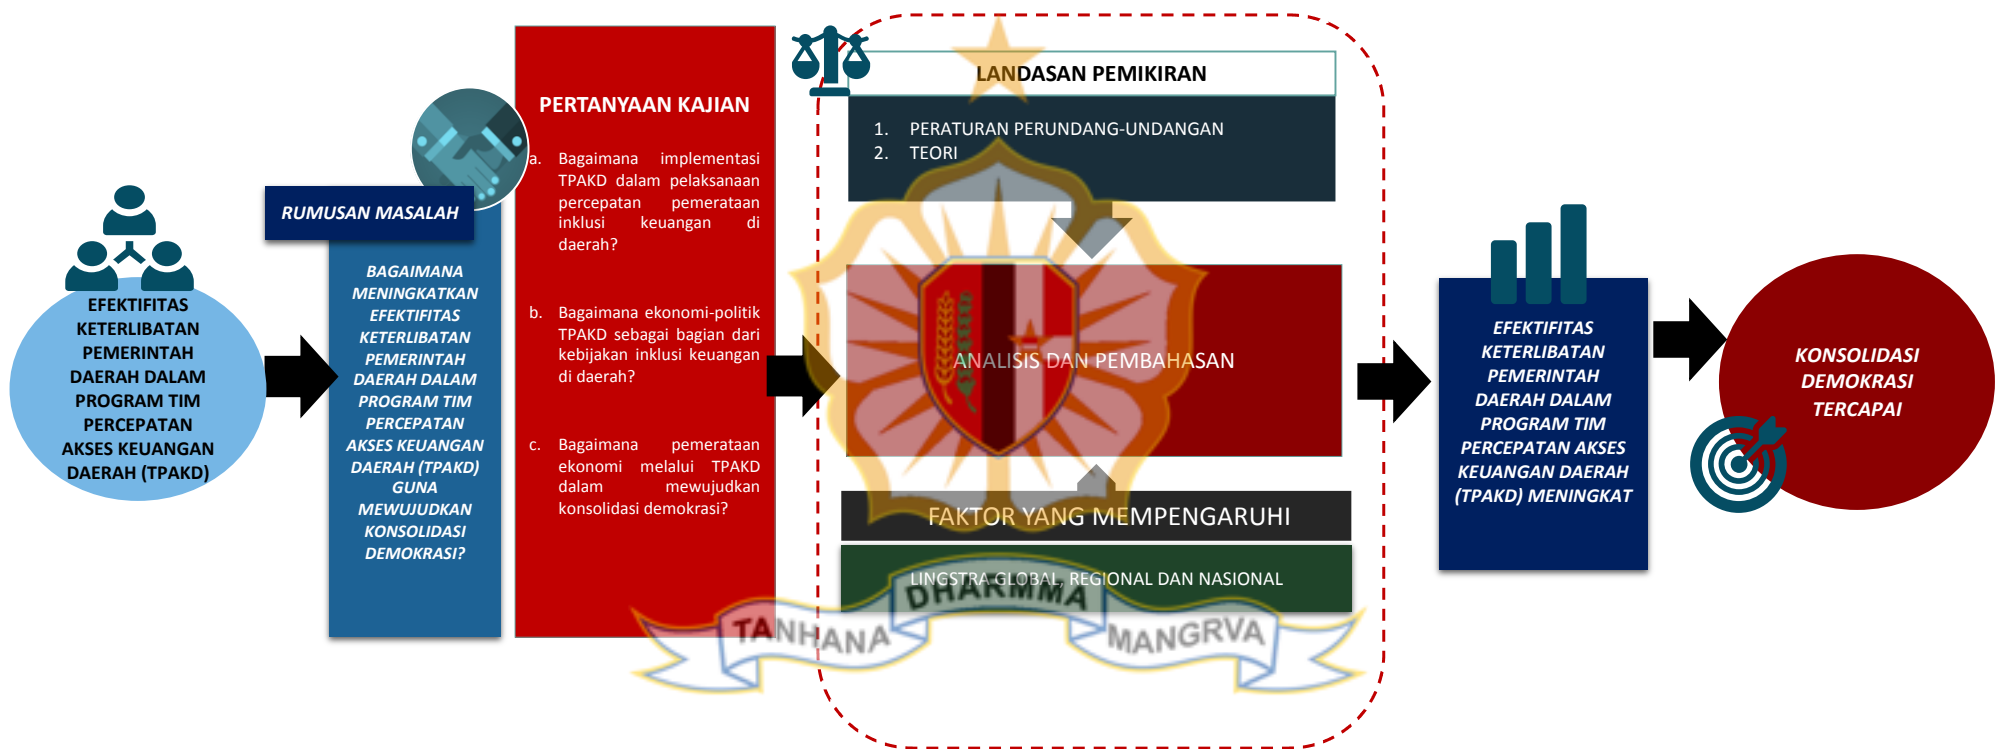 EFEKTIFITAS
KETERLIBATAN
PEMERINTAH
DAERAH DALAM
PROGRAM TIM
PERCEPATAN
AKSES KEUANGAN
DAERAH (TPAKD)
RUMUSAN MASALAH
BAGAIMANA
MENINGKATKAN
EFEKTIFITAS
KETERLIBATAN
PEMERINTAH
DAERAH DALAM
PROGRAM TIM
PERCEPATAN
AKSES KEUANGAN
DAERAH (TPAKD)
GUNA
MEWUJUDKAN
KONSOLIDASI
DEMOKRASI?
PERTANYAAN KAJIAN
a. Bagaimana implementasi
TPAKD dalam pelaksanaan
percepatan pemerataan
inklusi keuangan di
daerah?
b. Bagaimana ekonomi-politik
TPAKD sebagai bagian dari
kebijakan inklusi keuangan
di daerah?
c. Bagaimana pemerataan
ekonomi melalui TPAKD
dalam mewujudkan
konsolidasi demokrasi?
LANDASAN PEMIKIRAN
1. PERATURAN PERUNDANG-UNDANGAN
2. TEORI
ANALISIS DAN PEMBAHASAN
FAKTOR YANG MEMPENGARUHI
LINGSTRA GLOBAL, REGIONAL DAN NASIONAL
TANHANA DHARMMA MANGRVA
EFEKTIFITAS
KETERLIBATAN
PEMERINTAH
DAERAH DALAM
PROGRAM TIM
PERCEPATAN AKSES
KEUANGAN DAERAH
(TPAKD) MENINGKAT
KONSOLIDASI
DEMOKRASI
TERCAPAI